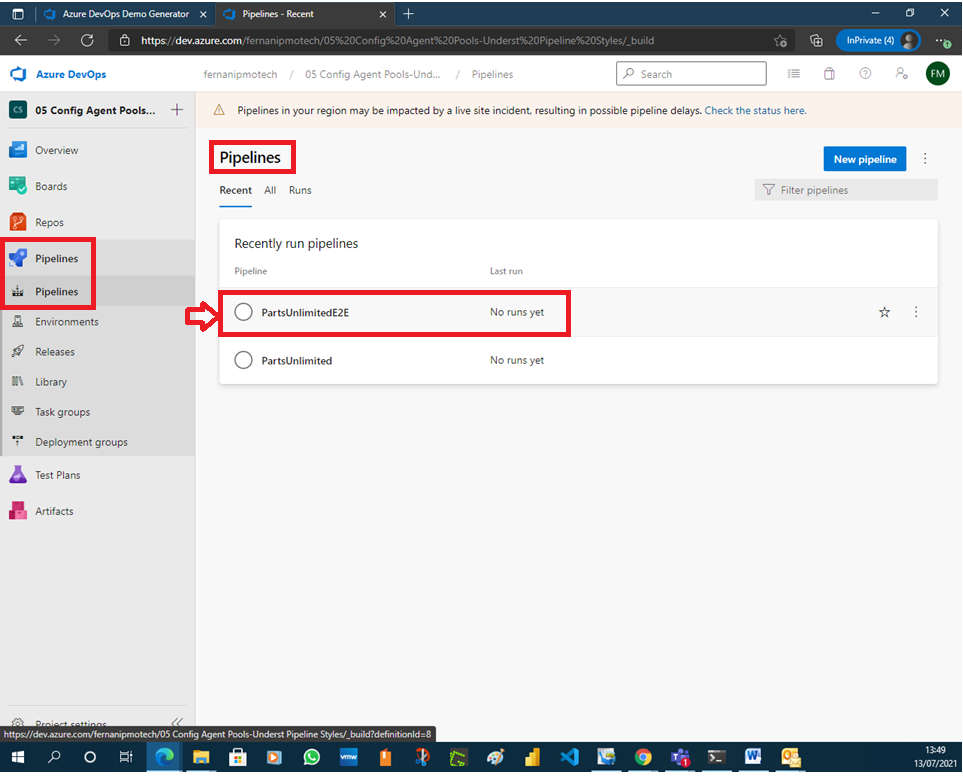 Azure DevOps Demo Generator
Pipelines - Recent
https://dev.azure.com/fernanipmotech/05%20Config%20Agent%20Pools-Underst%20Pipeline%20Styles/_build
InPrivate (4)
Azure DevOps
fernanipmotech / 05 Config Agent Pools-Und... / Pipelines
Search
FM
CS
05 Config Agent Pools...
Pipelines in your region may be impacted by a live site incident, resulting in possible pipeline delays. Check the status here.
Overview
Boards
Repos
Pipelines
Pipelines
Environments
Releases
Library
Task groups
Deployment groups
Test Plans
Artifacts
Project settings
Pipelines
New pipeline
Recent All Runs
Filter pipelines
Recently run pipelines
Pipeline Last run
PartsUnlimitedE2E No runs yet
PartsUnlimited No runs yet
https://dev.azure.com/fernanipmotech/05 Config Agent Pools-Underst Pipeline Styles/_build?definitionId=8
vmw
13:49
13/07/2021